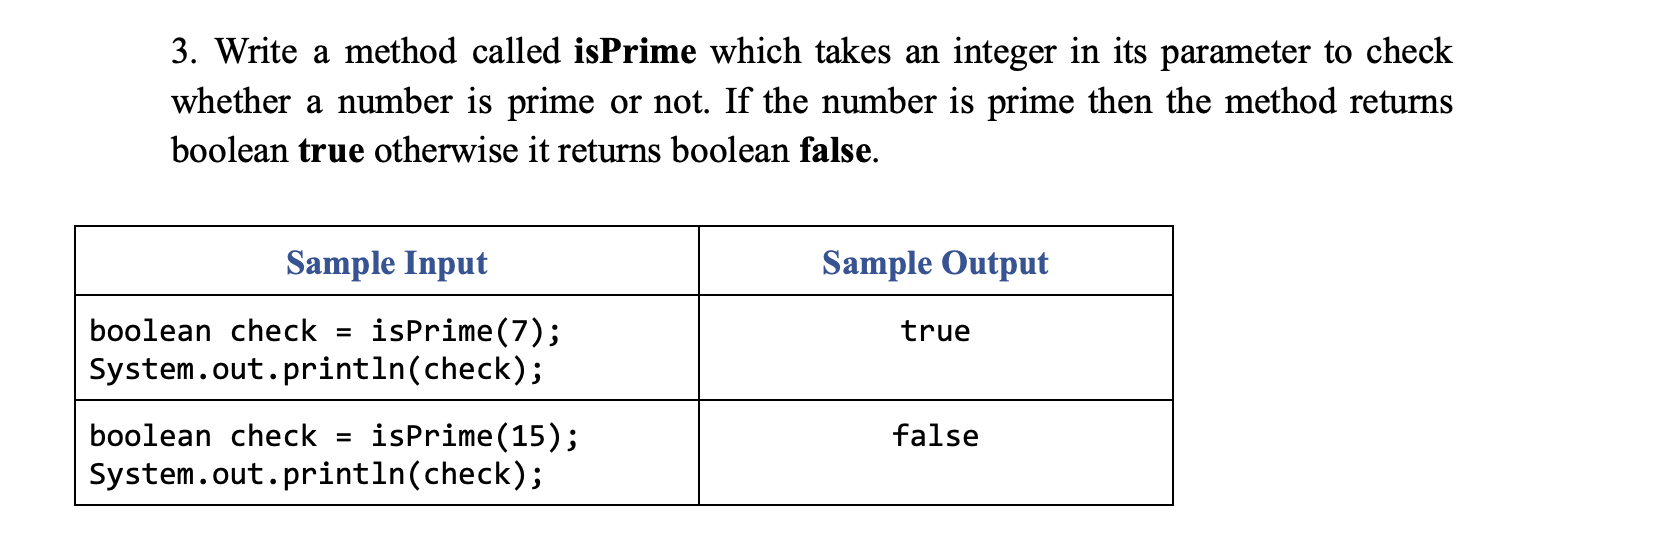 3. Write a method called isPrime which takes an integer in its parameter to check
whether a number is prime or not. If the number is prime then the method returns
boolean true otherwise it returns boolean false.
Sample Input
Sample Output
boolean check = isPrime(7);
System.out.println(check);
true
boolean check = isPrime(15);
System.out.println(check);
false